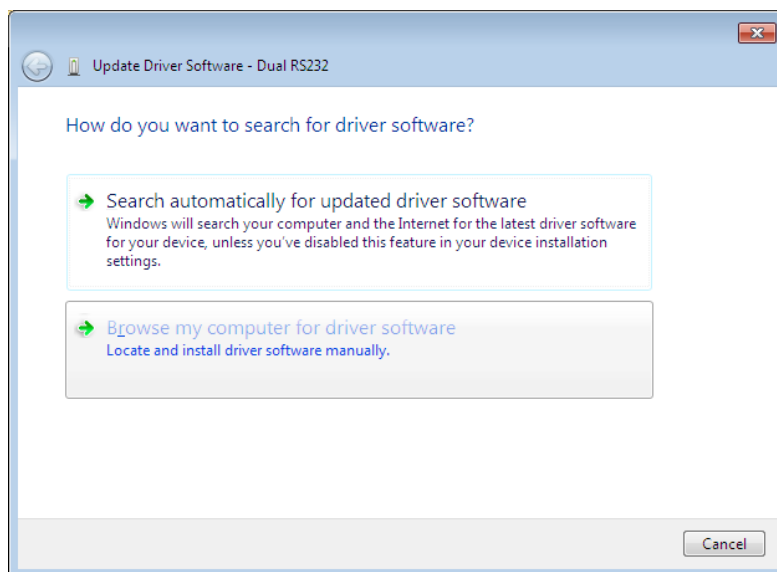 Update Driver Software - Dual RS232
How do you want to search for driver software?
Search automatically for updated driver software
Windows will search your computer and the Internet for the latest driver software
for your device, unless you've disabled this feature in your device installation
settings.
Browse my computer for driver software
Locate and install driver software manually.
Cancel